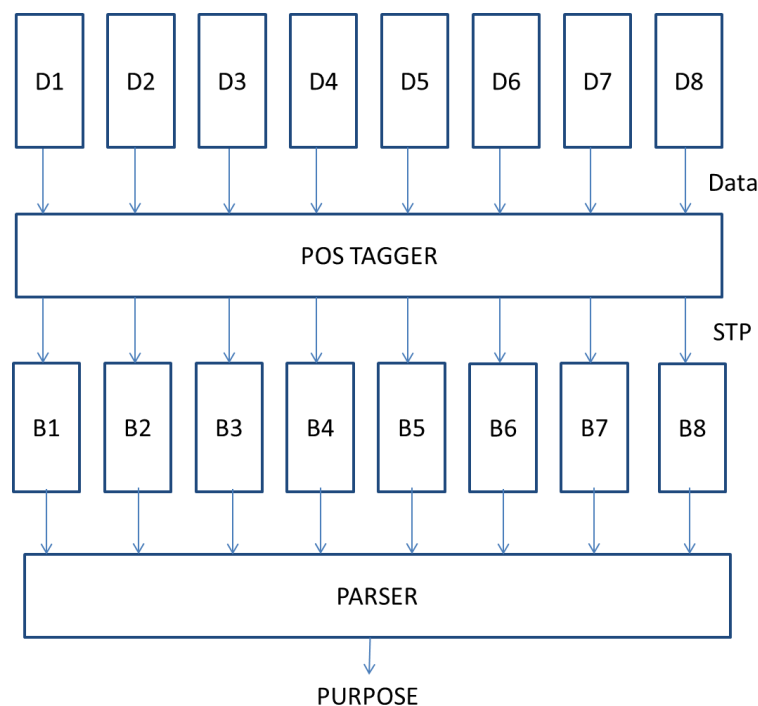 D1 D2 D3 D4 D5 D6 D7 D8
Data
POS TAGGER
STP
B1 B2 B3 B4 B5 B6 B7 B8
PARSER
PURPOSE